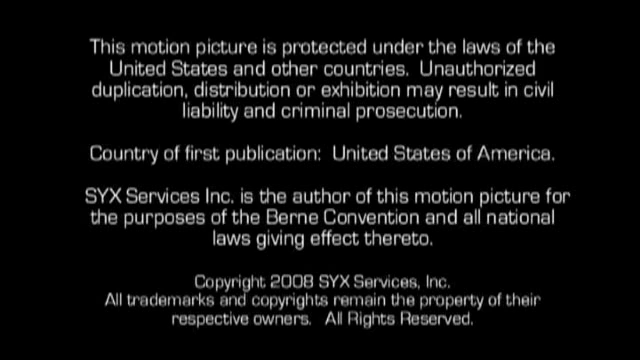 This motion picture is protected under the laws of the
United States and other countries.  Unauthorized
duplication, distribution or exhibition may result in civil
liability and criminal prosecution.
Country of first publication:  United States of America.
SYX Services Inc. is the author of this motion picture for
the purposes of the Berne Convention and all national
laws giving effect thereto.
Copyright 2008 SYX Services, Inc.
All trademarks and copyrights remain the property of their
respective owners.   All Rights Reserved.